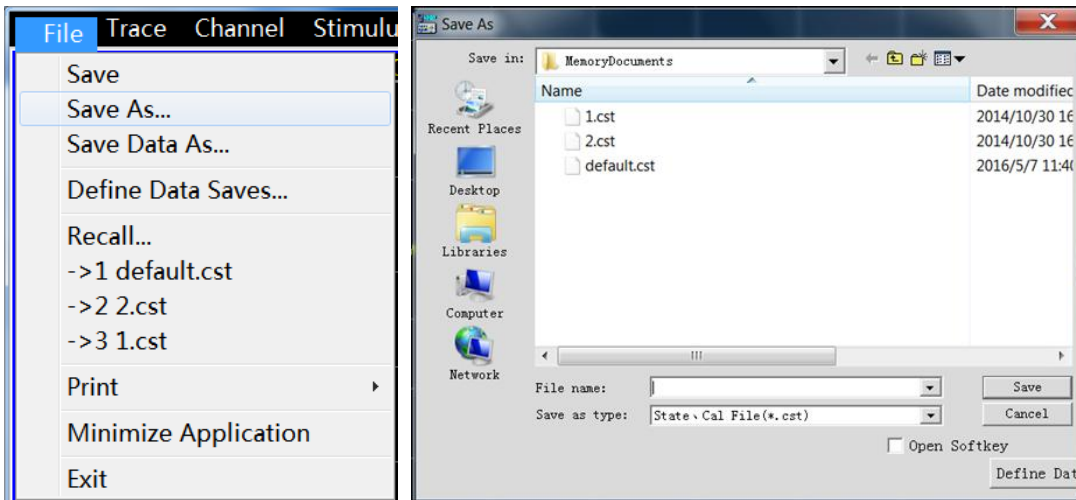 File Trace Channel Stimulu
Save
Save As...
Save Data As...
Define Data Saves...
Recall...
->1 default.cst
->2 2.cst
->3 1.cst
Print
Minimize Application
Exit
Save As
Save in: MemoryDocuments
Name Date modified
1.cst 2014/10/30 16
2.cst 2014/10/30 16
default.cst 2016/5/7 11:40
Recent Places
Desktop
Libraries
Computer
Network
File name: Save
Save as type: State、Cal File(*.cst) Cancel
Open Softkey
Define Dat